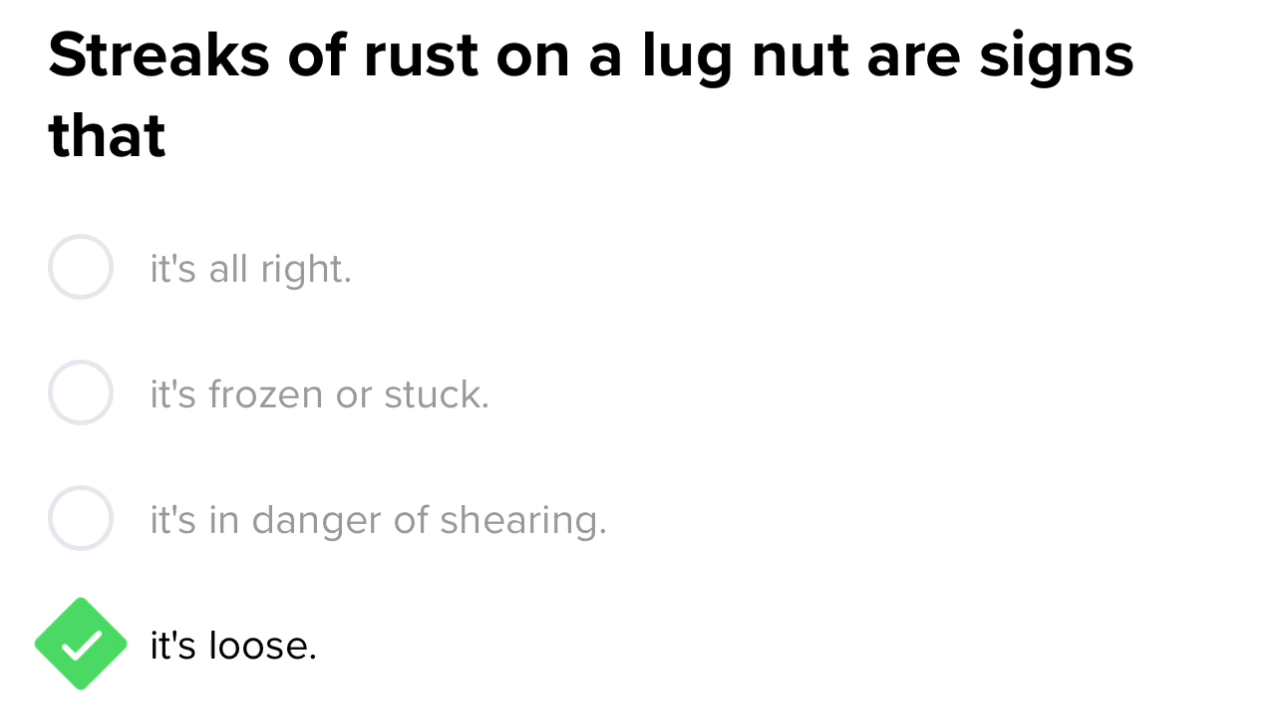 Streaks of rust on a lug nut are signs
that
it's all right.
it's frozen or stuck.
it's in danger of shearing.
it's loose.